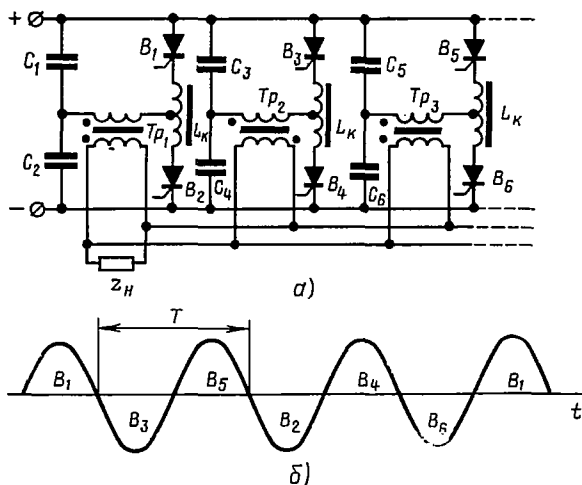 +
B₁
B₃
B₅
C₁
C₃
C₅
Tp₁
Lк
Tp₂
Lк
Tp₃
Lк
C₂
B₂
C₄
B₄
C₆
B₆
−
zн
а)
T
B₁
B₅
B₄
B₁
t
B₃
B₂
B₆
б)